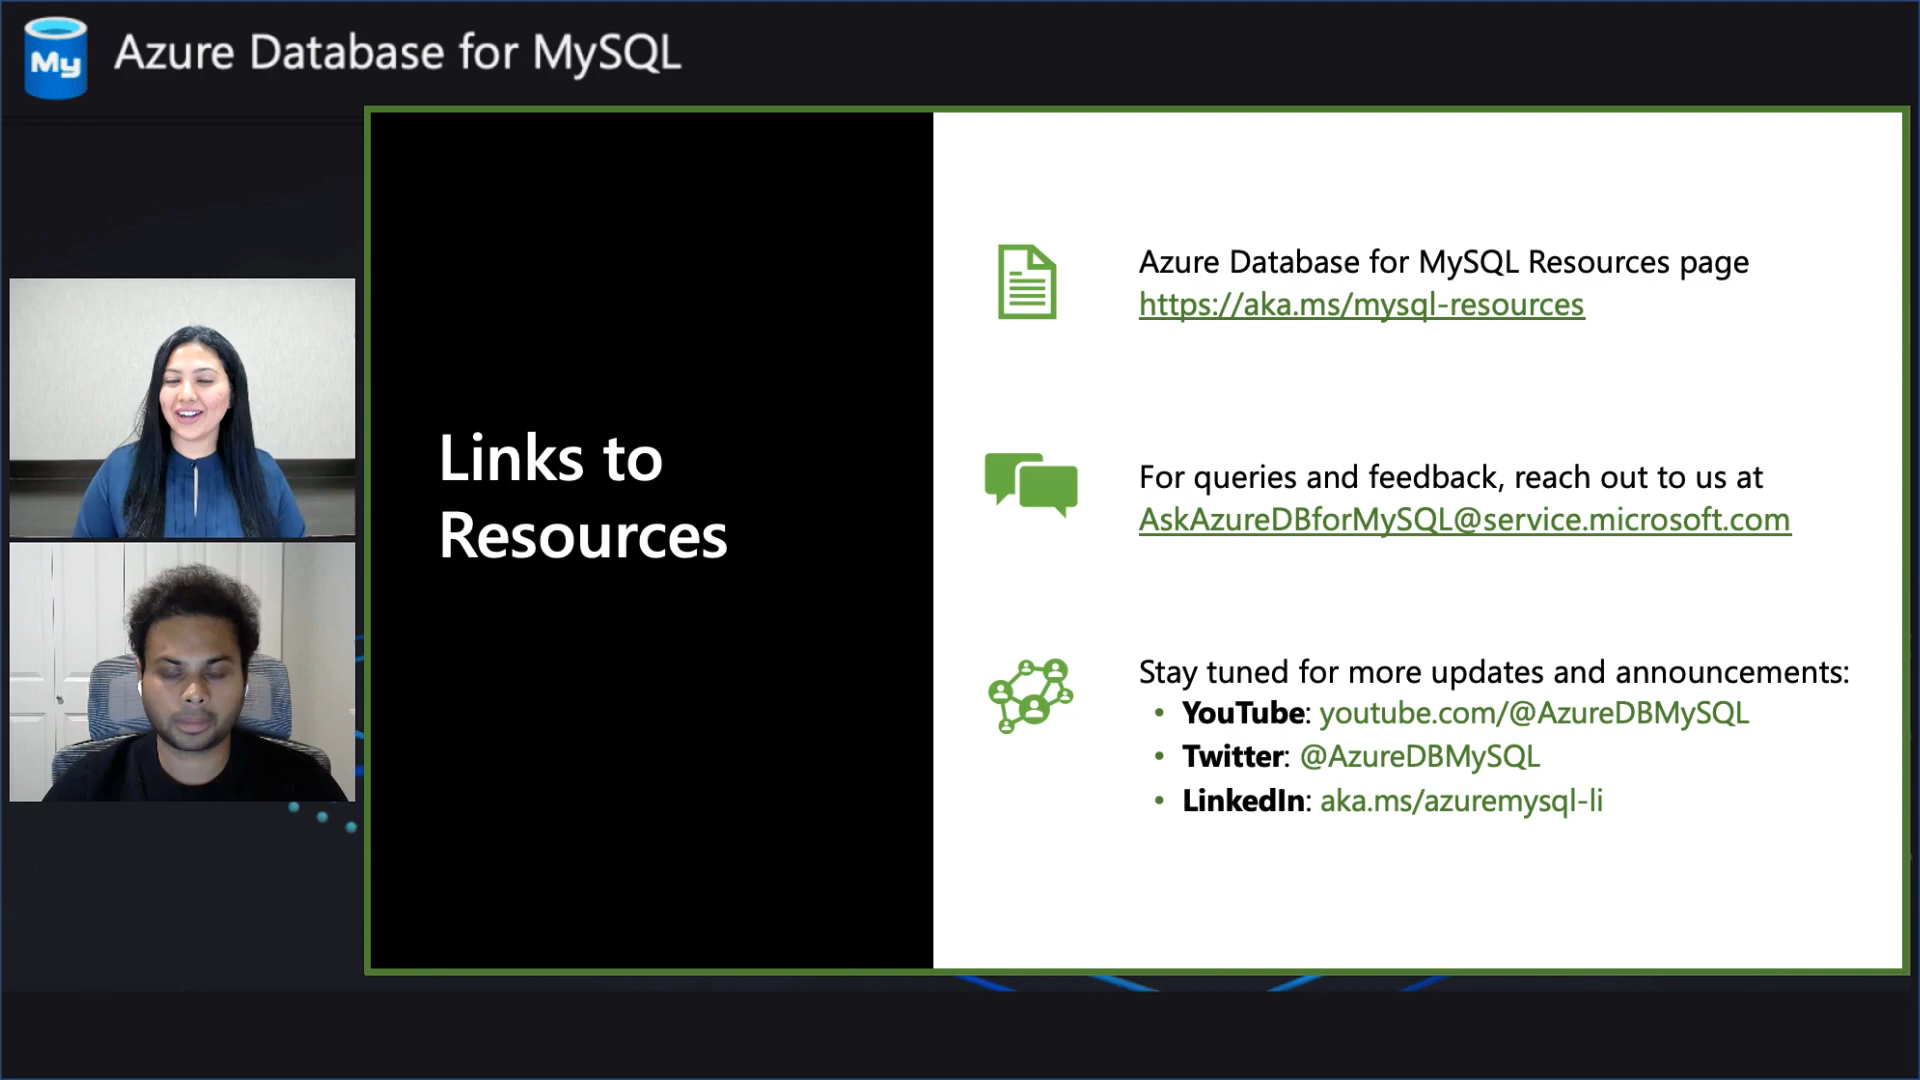 My
Azure Database for MySQL
Links to
Resources
Azure Database for MySQL Resources page
https://aka.ms/mysql-resources
For queries and feedback, reach out to us at
AskAzureDBforMySQL@service.microsoft.com
Stay tuned for more updates and announcements:
• YouTube: youtube.com/@AzureDBMySQL
• Twitter: @AzureDBMySQL
• LinkedIn: aka.ms/azuremysql-li